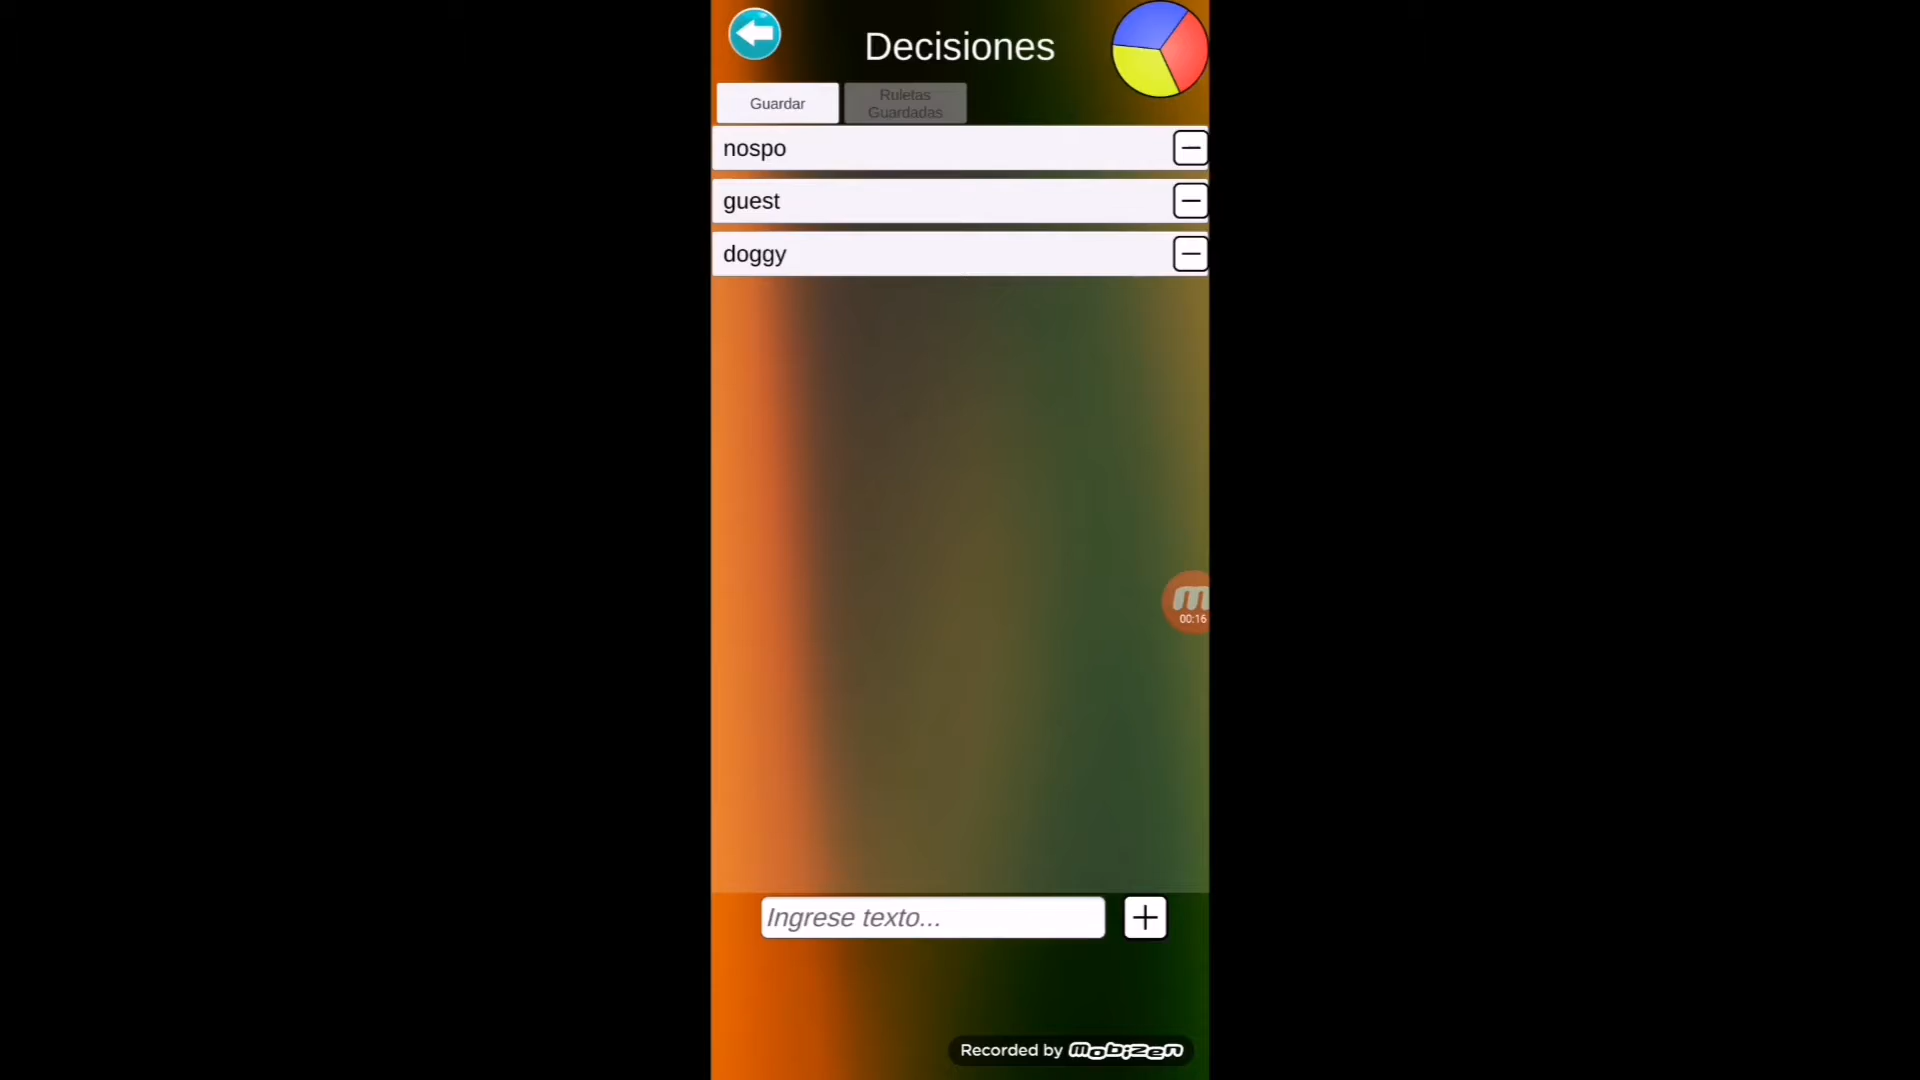 Decisiones
Guardar
Ruletas
Guardadas
nospo
guest
doggy
m
00:16
Ingrese texto...
Recorded by mobizen